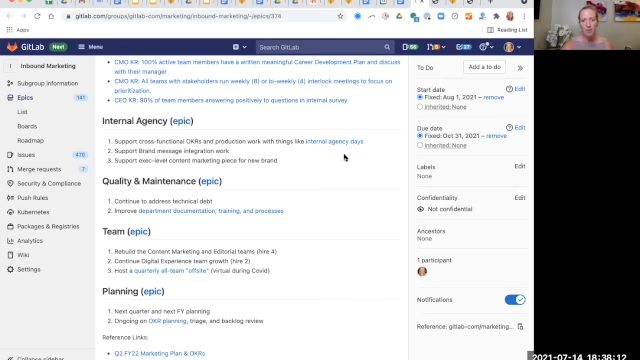 gitlab.com/groups/gitlab-com/marketing/inbound-marketing/-/epics/374
Reading List
GitLab
Next
Menu
Search GitLab
Inbound Marketing
Subgroup information
Epics 141
List
Boards
Roadmap
Issues 470
Merge requests 7
Security & Compliance
Push Rules
Kubernetes
Packages & Registries
Analytics
Wiki
Settings
Collapse sidebar
CMO KR: 100% active team members have a written meaningful Career Development Plan and discuss
with their manager
CMO KR: All teams with stakeholders run weekly (8) or bi-weekly (4) interlock meetings to focus on
prioritization.
CEO KR: 90% of team members answering positively to questions in internal survey
Internal Agency (epic)
1. Support cross-functional OKRs and production work with things like internal agency days
2. Support Brand message integration work
3. Support exec-level content marketing piece for new brand
Quality & Maintenance (epic)
1. Continue to address technical debt
2. Improve department documentation, training, and processes
Team (epic)
1. Rebuild the Content Marketing and Editorial teams (hire 4)
2. Continue Digital Experience team growth (hire 2)
3. Host a quarterly all-team "offsite" (virtual during Covid)
Planning (epic)
1. Next quarter and next FY planning
2. Ongoing on OKR planning, triage, and backlog review
Reference Links:
Q2 FY22 Marketing Plan & OKRs
To Do
Add a to do
Start date
Edit
Fixed: Aug 1, 2021 - remove
Inherited: None
Due date
Edit
Fixed: Oct 31, 2021 - remove
Inherited: None
Labels
Edit
None
Confidentiality
Edit
Not confidential
Ancestors
None
1 participant
Notifications
Reference: gitlab-com/marketing...
2021-07-14 18:38:12